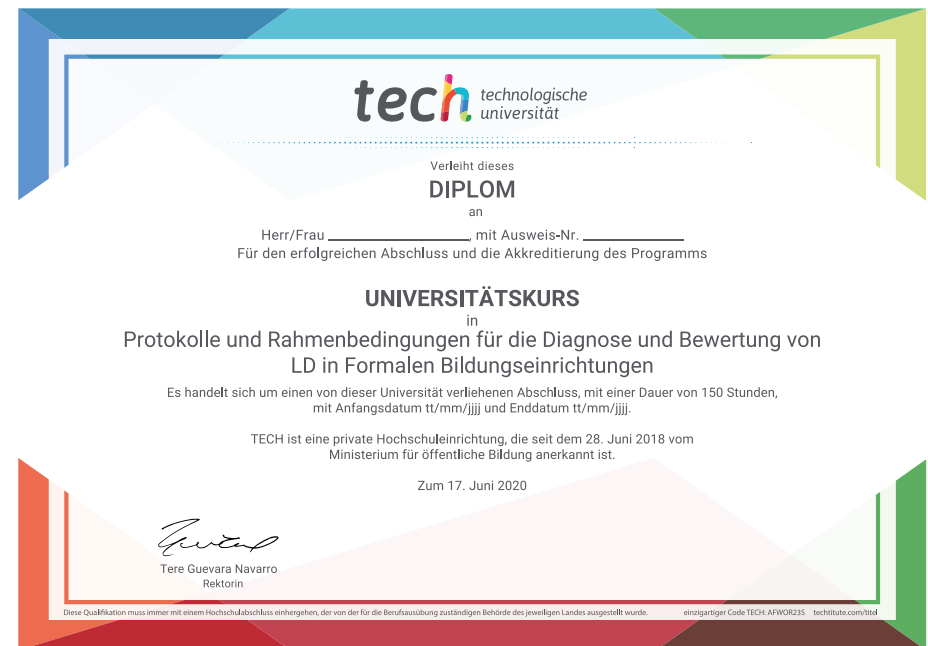 tech technologische
universität
Verleiht dieses
DIPLOM
an
Herr/Frau ____________________, mit Ausweis-Nr. ______________
Für den erfolgreichen Abschluss und die Akkreditierung des Programms
UNIVERSITÄTSKURS
in
Protokolle und Rahmenbedingungen für die Diagnose und Bewertung von
LD in Formalen Bildungseinrichtungen
Es handelt sich um einen von dieser Universität verliehenen Abschluss, mit einer Dauer von 150 Stunden,
mit Anfangsdatum tt/mm/jjjj und Enddatum tt/mm/jjjj.
TECH ist eine private Hochschuleinrichtung, die seit dem 28. Juni 2018 vom
Ministerium für öffentliche Bildung anerkannt ist.
Zum 17. Juni 2020
Tere Guevara Navarro
Rektorin
Diese Qualifikation muss immer mit einem Hochschulabschluss einhergehen, der von der für die Berufsausübung zuständigen Behörde des jeweiligen Landes ausgestellt wurde. einzigartiger Code TECH: AFWOR23S techtitute.com/titel